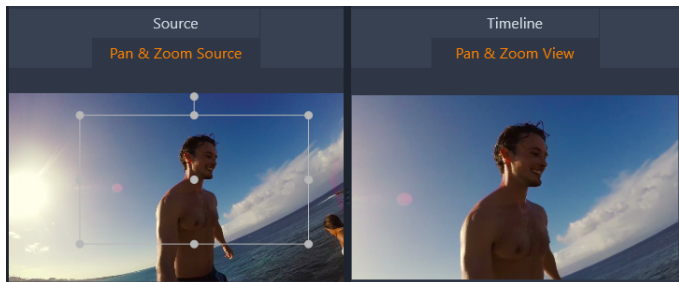 Source
Pan & Zoom Source
Timeline
Pan & Zoom View